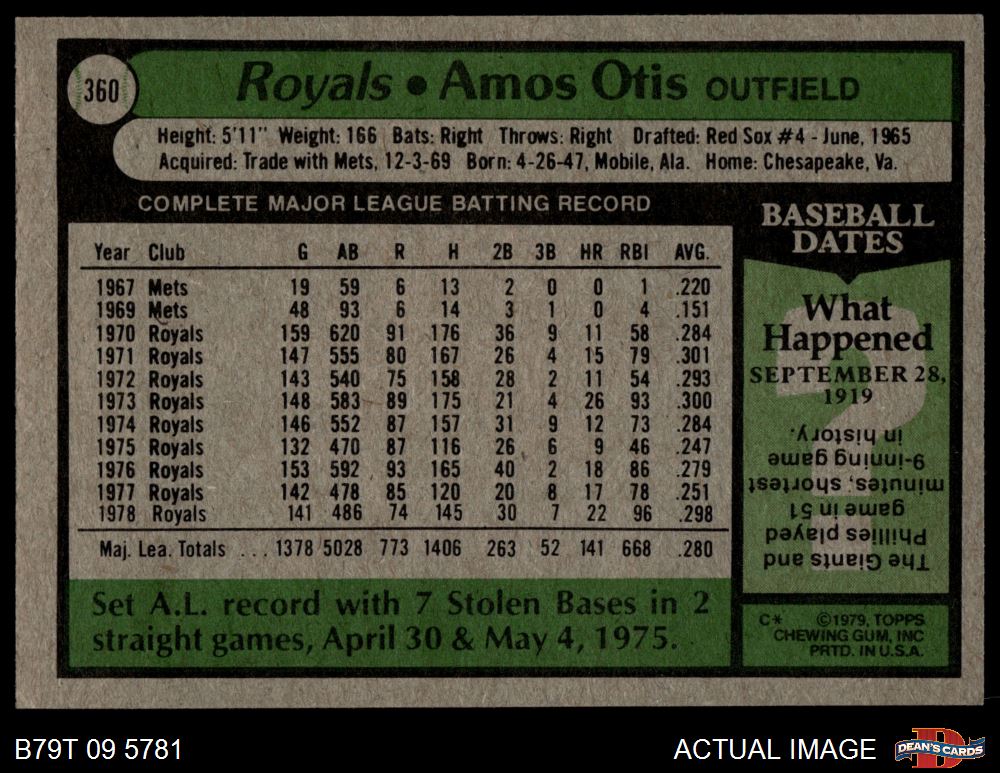 360
Royals • Amos Otis OUTFIELD
Height: 5'11" Weight: 166 Bats: Right Throws: Right Drafted: Red Sox #4 - June, 1965
Acquired: Trade with Mets, 12-3-69 Born: 4-26-47, Mobile, Ala. Home: Chesapeake, Va.
COMPLETE MAJOR LEAGUE BATTING RECORD
Year Club G AB R H 2B 3B HR RBI AVG.
1967 Mets 19 59 6 13 2 0 0 1 .220
1969 Mets 48 93 6 14 3 1 0 4 .151
1970 Royals 159 620 91 176 36 9 11 58 .284
1971 Royals 147 555 80 167 26 4 15 79 .301
1972 Royals 143 540 75 158 28 2 11 54 .293
1973 Royals 148 583 89 175 21 4 26 93 .300
1974 Royals 146 552 87 157 31 9 12 73 .284
1975 Royals 132 470 87 116 26 6 9 46 .247
1976 Royals 153 592 93 165 40 2 18 86 .279
1977 Royals 142 478 85 120 20 8 17 78 .251
1978 Royals 141 486 74 145 30 7 22 96 .298
Maj. Lea. Totals ... 1378 5028 773 1406 263 52 141 668 .280
Set A.L. record with 7 Stolen Bases in 2
straight games, April 30 & May 4, 1975.
BASEBALL
DATES
What
Happened
SEPTEMBER 28,
1919
The Giants and
Phillies played
game in 51
minutes, shortest
9-inning game
in history.
C* ©1979, TOPPS
CHEWING GUM, INC
PRTD. IN U.S.A.
B79T 09 5781
ACTUAL IMAGE
D
DEAN'S CARDS